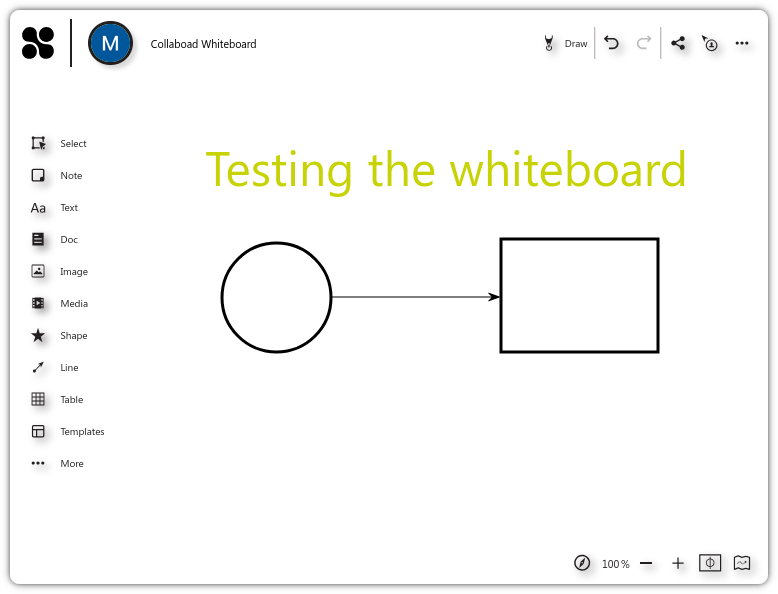 M
Collaboad Whiteboard
Draw
Select
Note
Aa Text
Doc
Image
Media
Shape
Line
Table
Templates
More
Testing the whiteboard
100 %